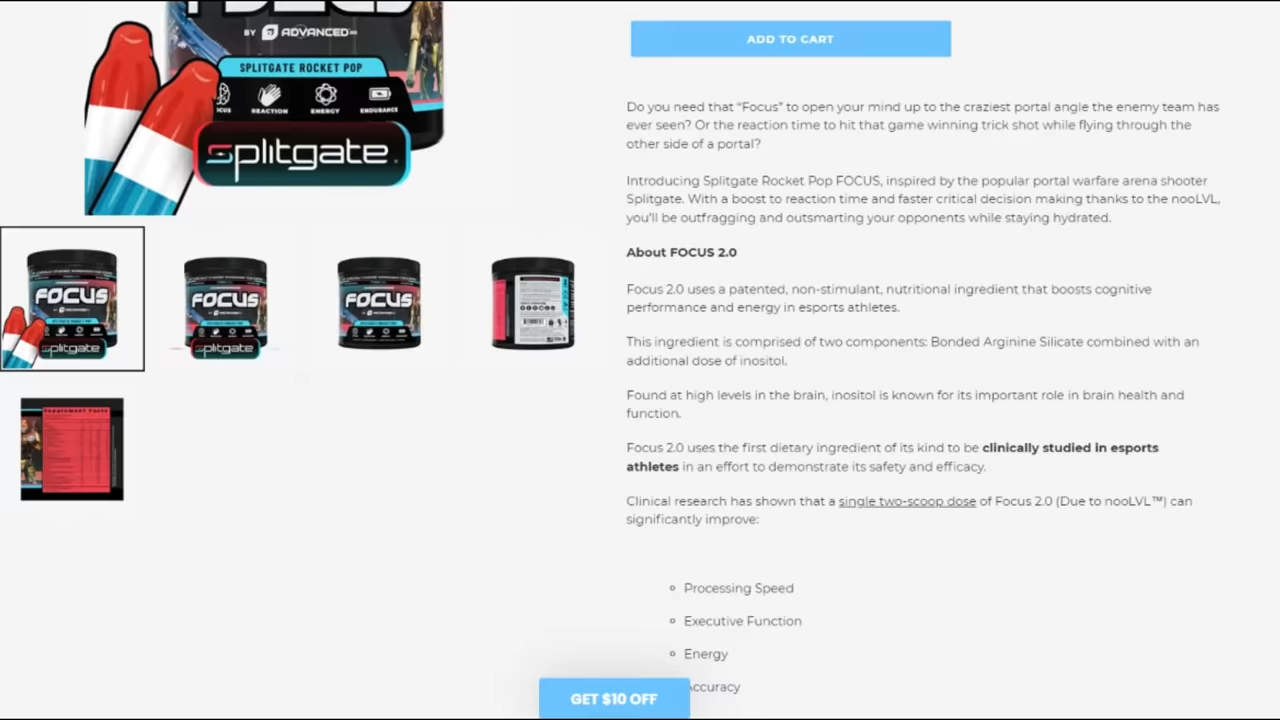 BY ADVANCED
SPLITGATE ROCKET POP
REACTION ENERGY ENDURANCE
splitgate
FOCUS
splitgate
FOCUS
splitgate
FOCUS
Supplement Facts
ADD TO CART
Do you need that “Focus” to open your mind up to the craziest portal angle the enemy team has
ever seen? Or the reaction time to hit that game winning trick shot while flying through the
other side of a portal?
Introducing Splitgate Rocket Pop FOCUS, inspired by the popular portal warfare arena shooter
Splitgate. With a boost to reaction time and faster critical decision making thanks to the nooLVL,
you’ll be outfragging and outsmarting your opponents while staying hydrated.
About FOCUS 2.0
Focus 2.0 uses a patented, non-stimulant, nutritional ingredient that boosts cognitive
performance and energy in esports athletes.
This ingredient is comprised of two components: Bonded Arginine Silicate combined with an
additional dose of inositol.
Found at high levels in the brain, inositol is known for its important role in brain health and
function.
Focus 2.0 uses the first dietary ingredient of its kind to be clinically studied in esports
athletes in an effort to demonstrate its safety and efficacy.
Clinical research has shown that a single two-scoop dose of Focus 2.0 (Due to nooLVL™) can
significantly improve:
Processing Speed
Executive Function
Energy
Accuracy
GET $10 OFF